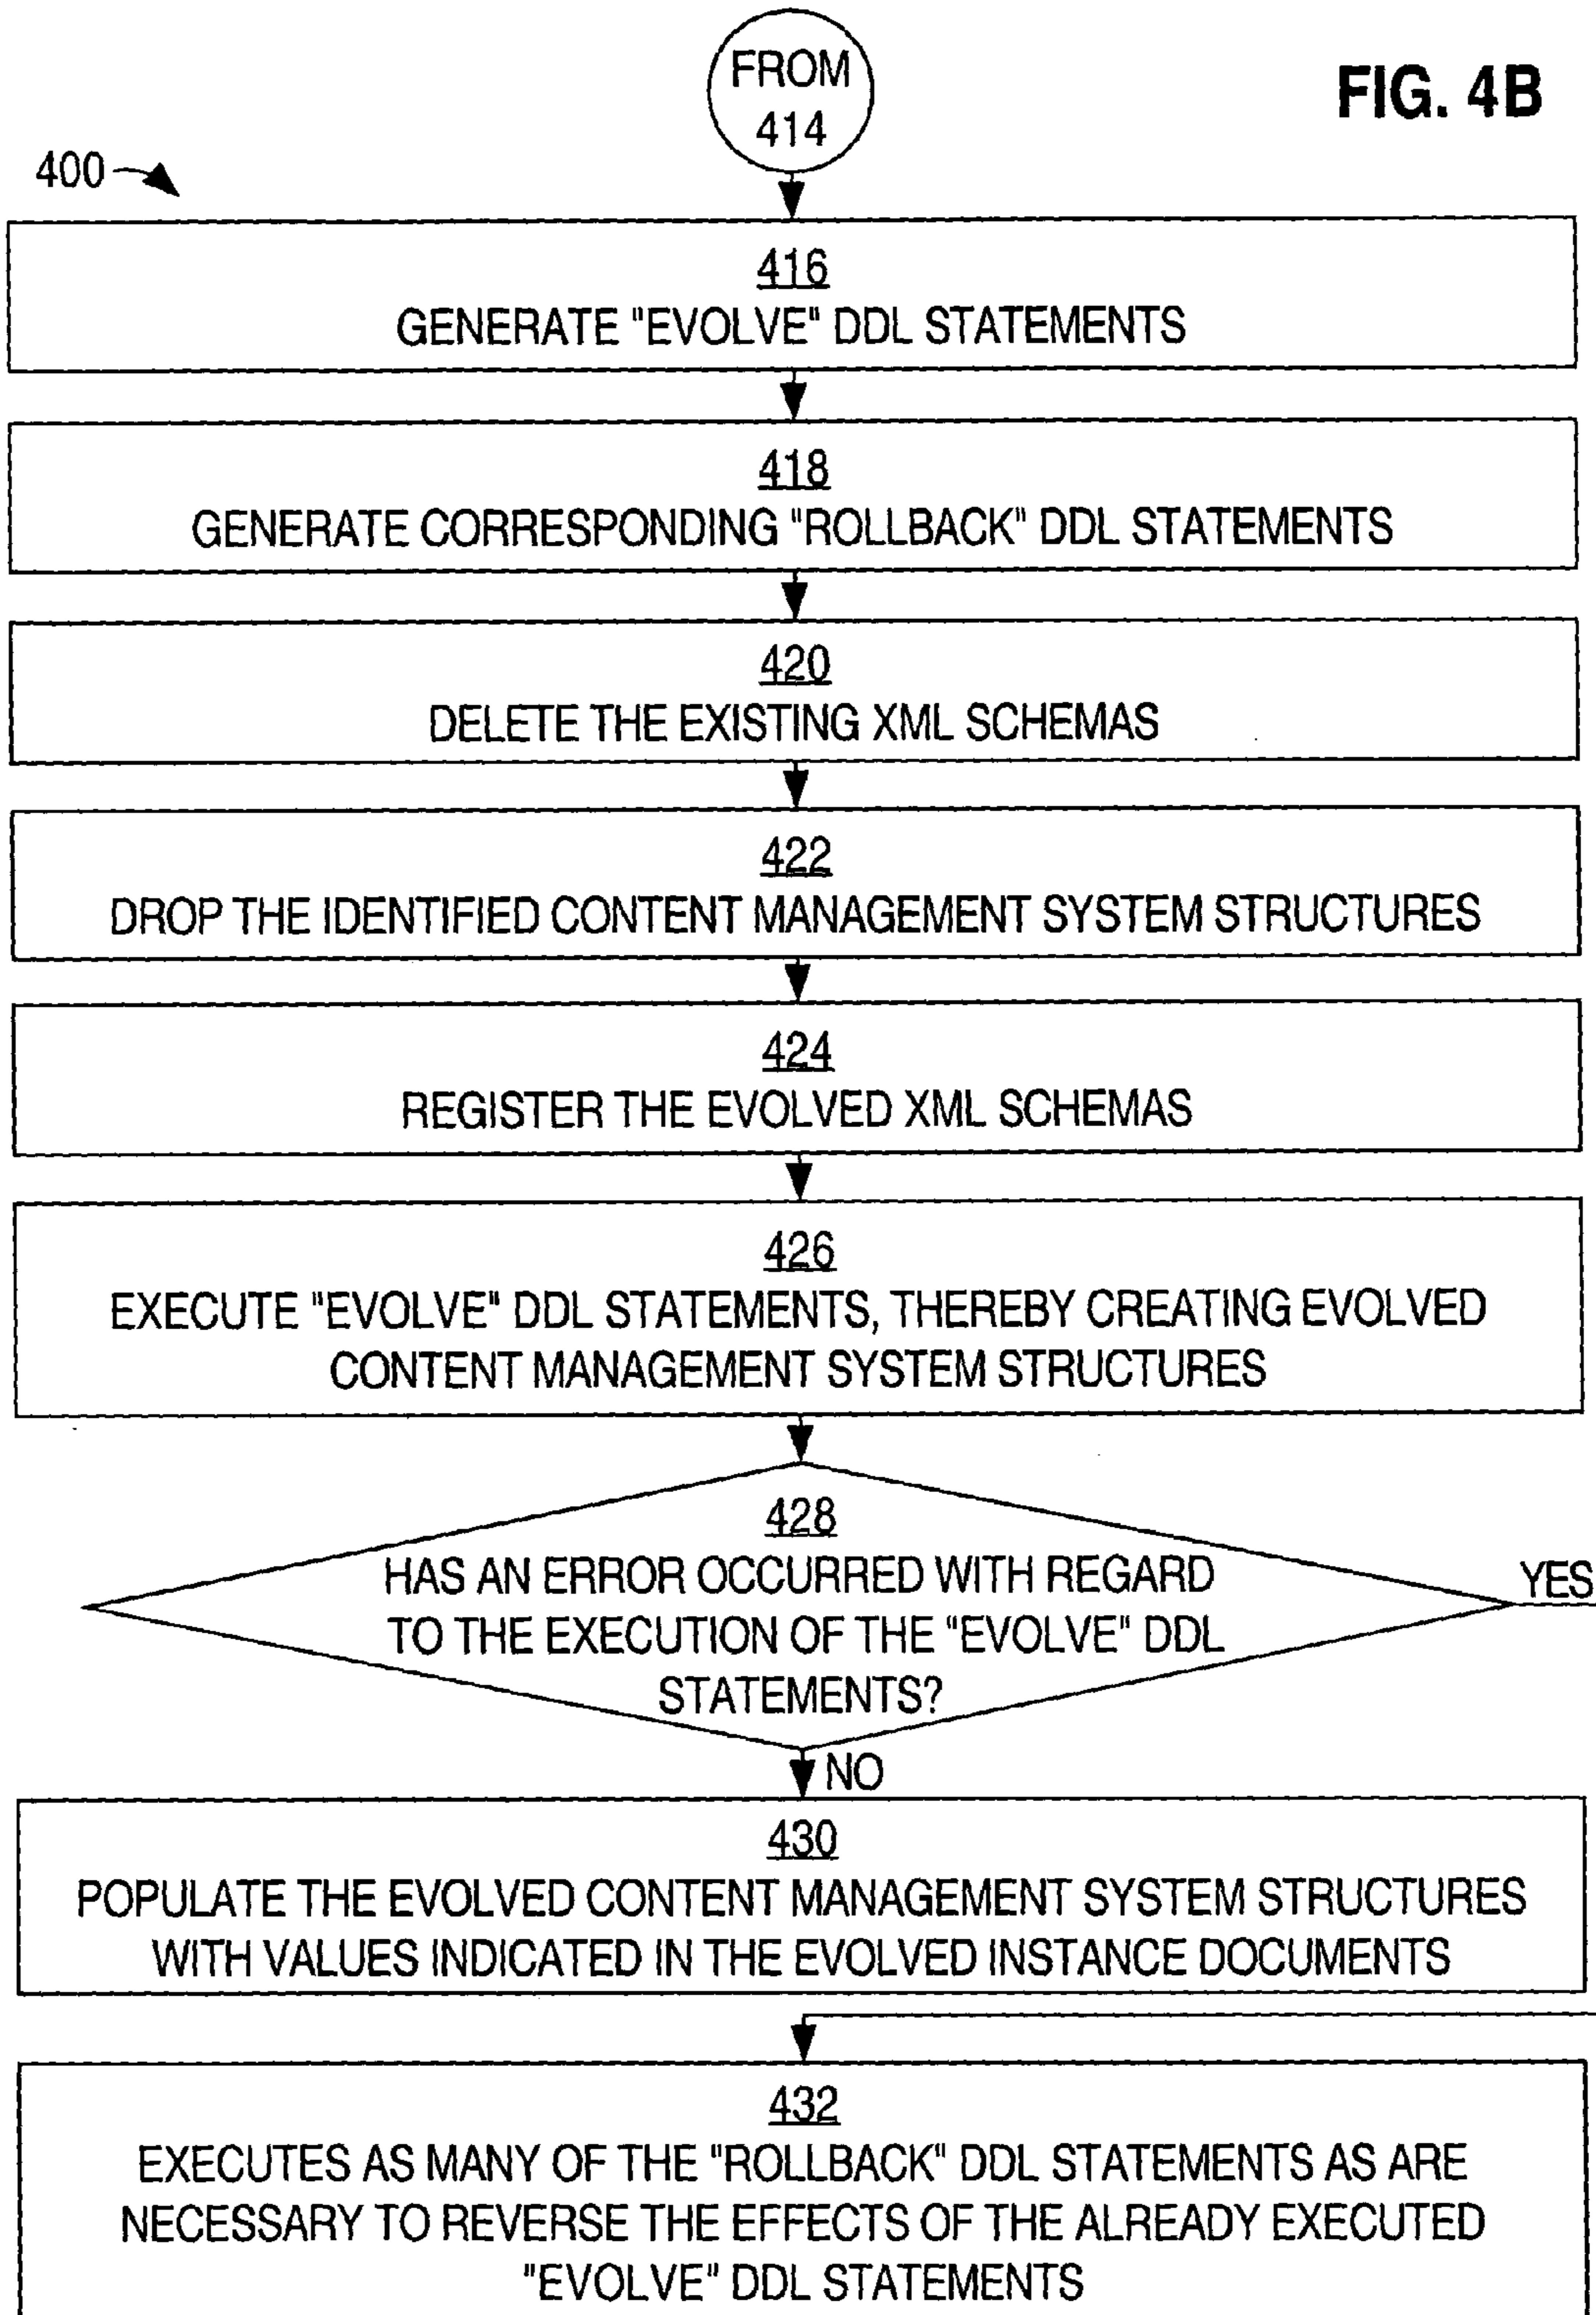 FROM
414
FIG. 4B
400
416
GENERATE "EVOLVE" DDL STATEMENTS
418
GENERATE CORRESPONDING "ROLLBACK" DDL STATEMENTS
420
DELETE THE EXISTING XML SCHEMAS
422
DROP THE IDENTIFIED CONTENT MANAGEMENT SYSTEM STRUCTURES
424
REGISTER THE EVOLVED XML SCHEMAS
426
EXECUTE "EVOLVE" DDL STATEMENTS, THEREBY CREATING EVOLVED
CONTENT MANAGEMENT SYSTEM STRUCTURES
428
HAS AN ERROR OCCURRED WITH REGARD
TO THE EXECUTION OF THE "EVOLVE" DDL
STATEMENTS?
YES
NO
430
POPULATE THE EVOLVED CONTENT MANAGEMENT SYSTEM STRUCTURES
WITH VALUES INDICATED IN THE EVOLVED INSTANCE DOCUMENTS
432
EXECUTES AS MANY OF THE "ROLLBACK" DDL STATEMENTS AS ARE
NECESSARY TO REVERSE THE EFFECTS OF THE ALREADY EXECUTED
"EVOLVE" DDL STATEMENTS